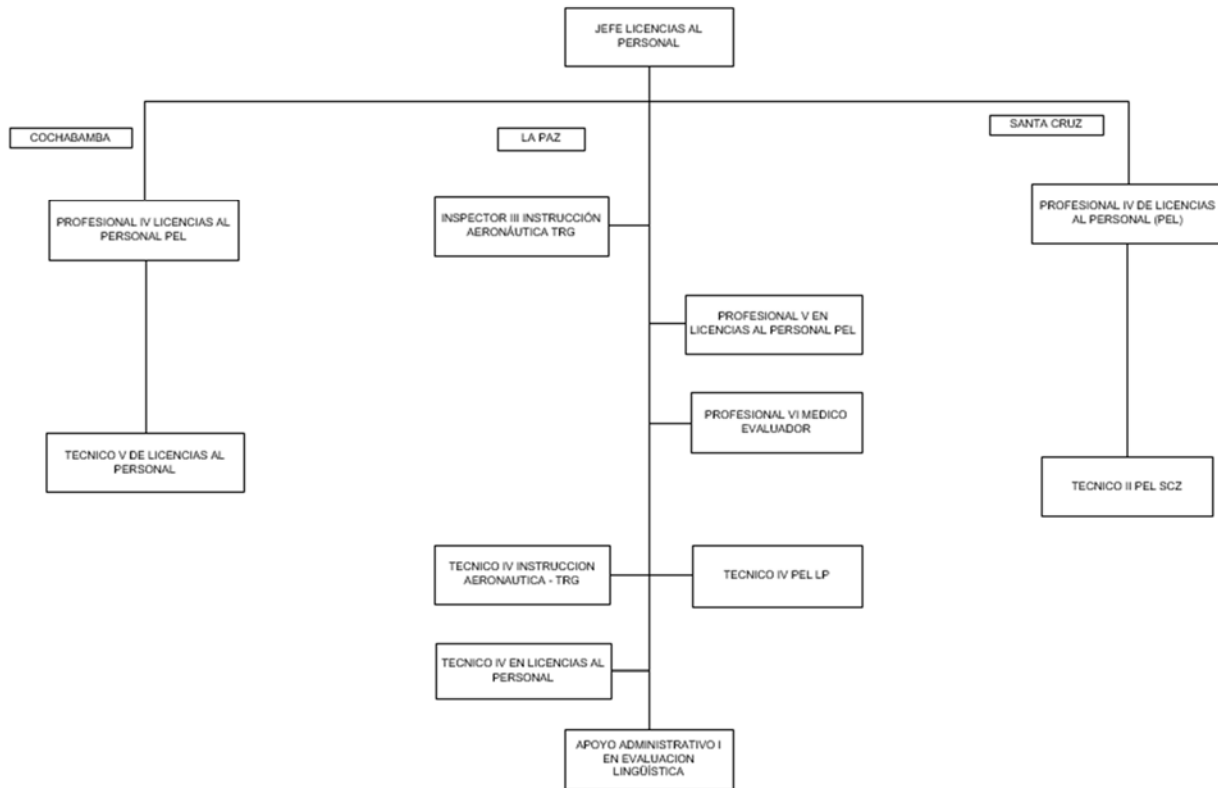 JEFE LICENCIAS AL
PERSONAL
COCHABAMBA
LA PAZ
SANTA CRUZ
PROFESIONAL IV LICENCIAS AL
PERSONAL PEL
INSPECTOR III INSTRUCCIÓN
AERONÁUTICA TRG
PROFESIONAL IV DE LICENCIAS
AL PERSONAL (PEL)
PROFESIONAL V EN
LICENCIAS AL PERSONAL PEL
PROFESIONAL VI MEDICO
EVALUADOR
TECNICO V DE LICENCIAS AL
PERSONAL
TECNICO II PEL SCZ
TECNICO IV INSTRUCCION
AERONAUTICA - TRG
TECNICO IV PEL LP
TECNICO IV EN LICENCIAS AL
PERSONAL
APOYO ADMINISTRATIVO I
EN EVALUACION
LINGÜÍSTICA